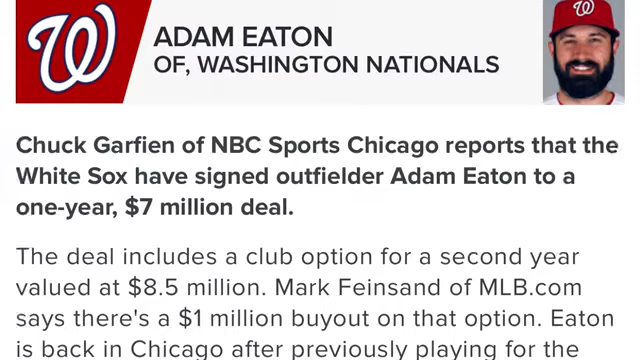 ADAM EATON
OF, WASHINGTON NATIONALS
Chuck Garfien of NBC Sports Chicago reports that the
White Sox have signed outfielder Adam Eaton to a
one-year, $7 million deal.
The deal includes a club option for a second year
valued at $8.5 million. Mark Feinsand of MLB.com
says there's a $1 million buyout on that option. Eaton
is back in Chicago after previously playing for the